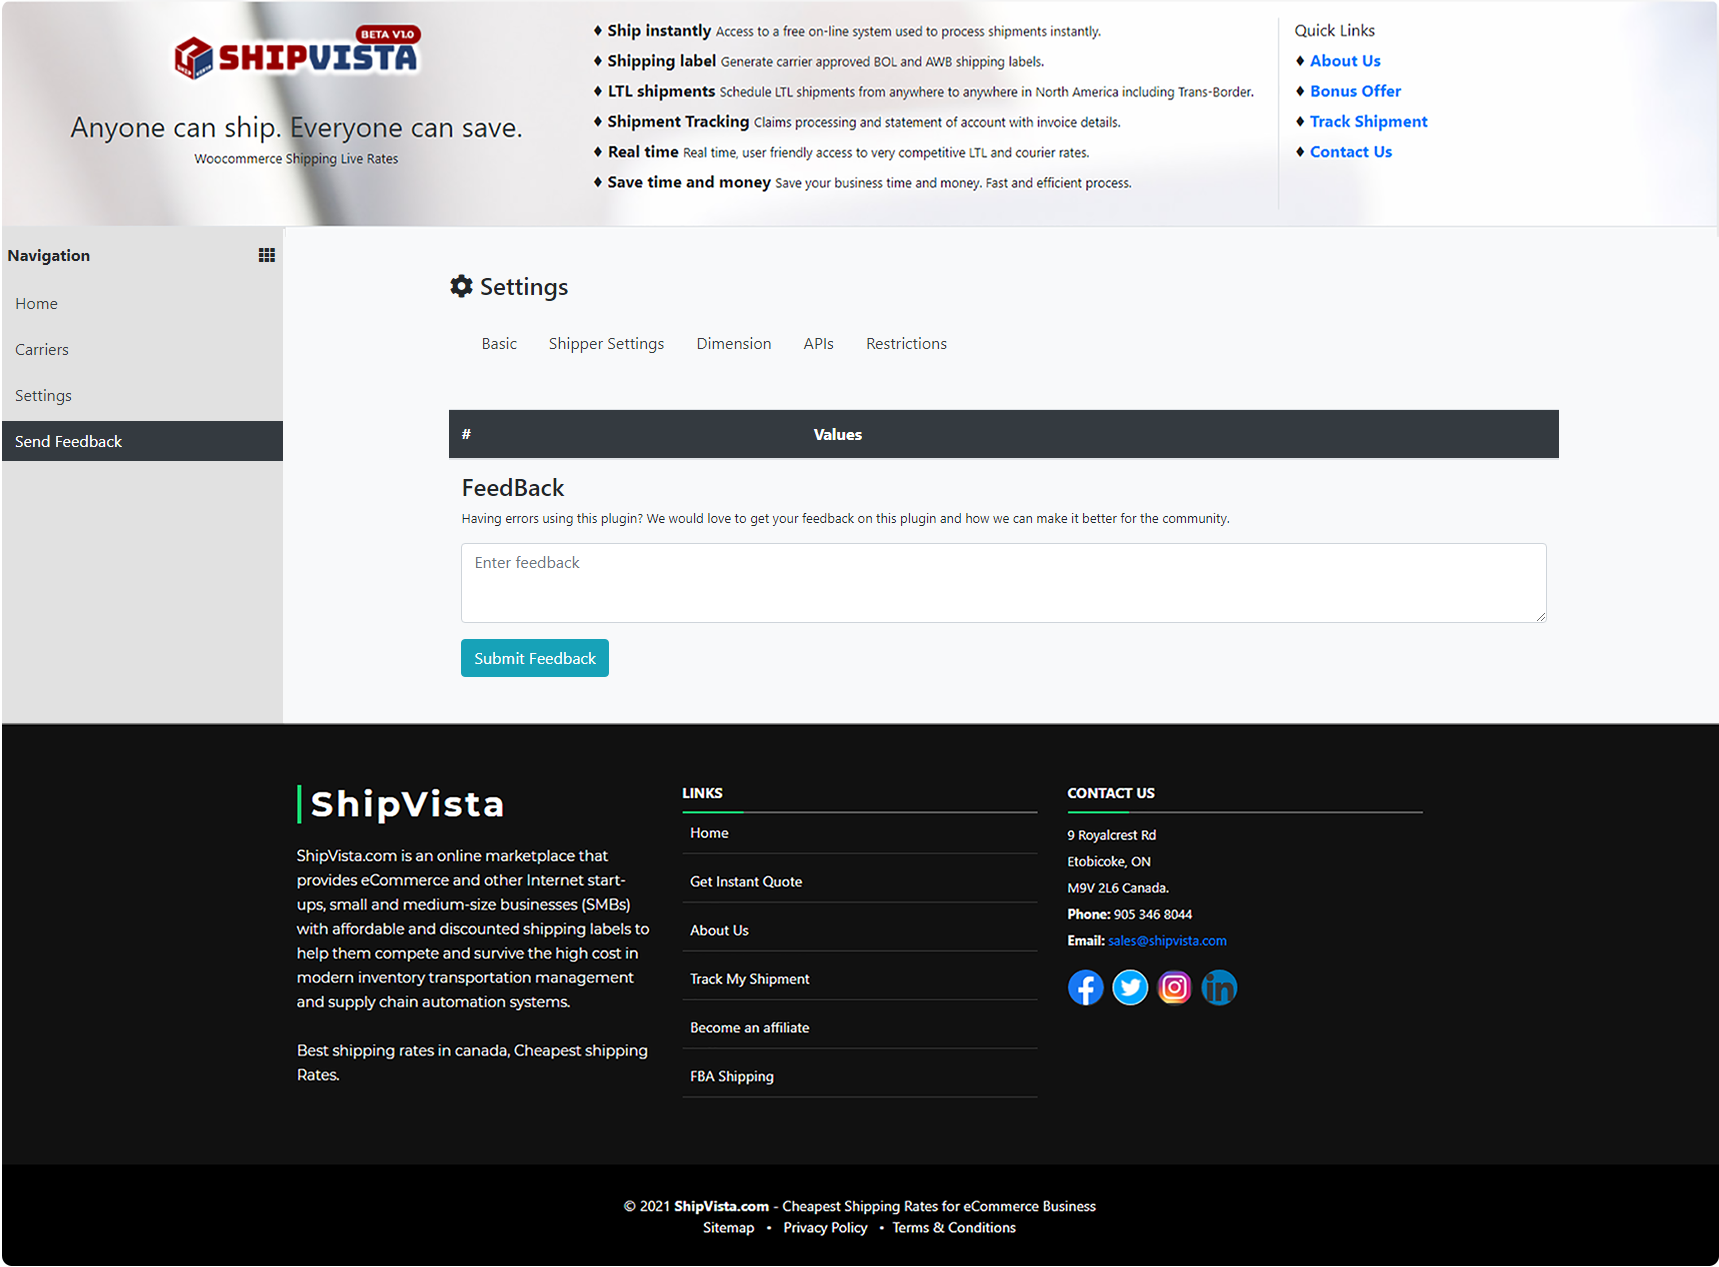 BETA V1.0
SHIPVISTA
Anyone can ship. Everyone can save.
Woocommerce Shipping Live Rates
♦ Ship instantly Access to a free on-line system used to process shipments instantly.
♦ Shipping label Generate carrier approved BOL and AWB shipping labels.
♦ LTL shipments Schedule LTL shipments from anywhere to anywhere in North America including Trans-Border.
♦ Shipment Tracking Claims processing and statement of account with invoice details.
♦ Real time Real time, user friendly access to very competitive LTL and courier rates.
♦ Save time and money Save your business time and money. Fast and efficient process.
Quick Links
♦ About Us
♦ Bonus Offer
♦ Track Shipment
♦ Contact Us
Navigation
Home
Carriers
Settings
Send Feedback
Settings
Basic Shipper Settings Dimension APIs Restrictions
# Values
FeedBack
Having errors using this plugin? We would love to get your feedback on this plugin and how we can make it better for the community.
Enter feedback
Submit Feedback
ShipVista
ShipVista.com is an online marketplace that
provides eCommerce and other Internet start-
ups, small and medium-size businesses (SMBs)
with affordable and discounted shipping labels to
help them compete and survive the high cost in
modern inventory transportation management
and supply chain automation systems.
Best shipping rates in canada, Cheapest shipping
Rates.
LINKS
Home
Get Instant Quote
About Us
Track My Shipment
Become an affiliate
FBA Shipping
CONTACT US
9 Royalcrest Rd
Etobicoke, ON
M9V 2L6 Canada.
Phone: 905 346 8044
Email: sales@shipvista.com
© 2021 ShipVista.com - Cheapest Shipping Rates for eCommerce Business
Sitemap • Privacy Policy • Terms & Conditions